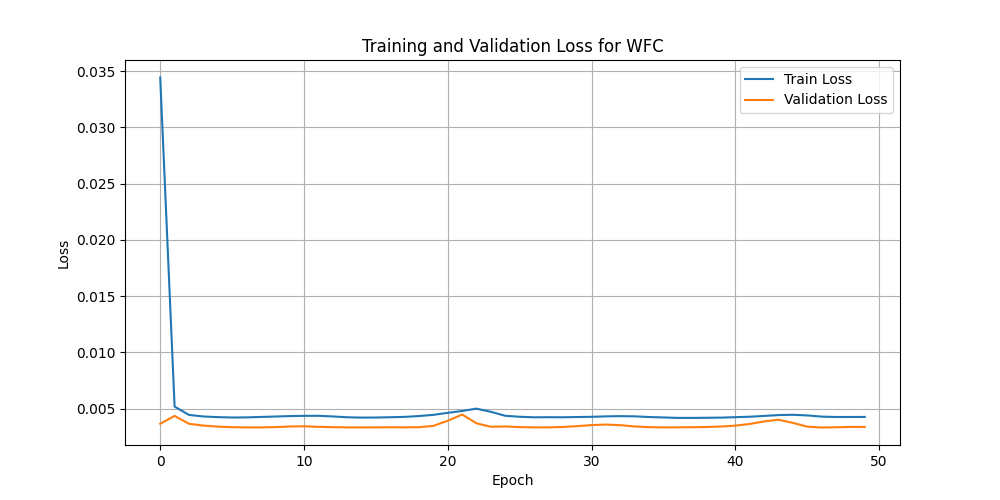 Training and Validation Loss for WFC
Train Loss
Validation Loss
0.035
0.030
0.025
0.020
0.015
0.010
0.005
Loss
0 10 20 30 40 50
Epoch